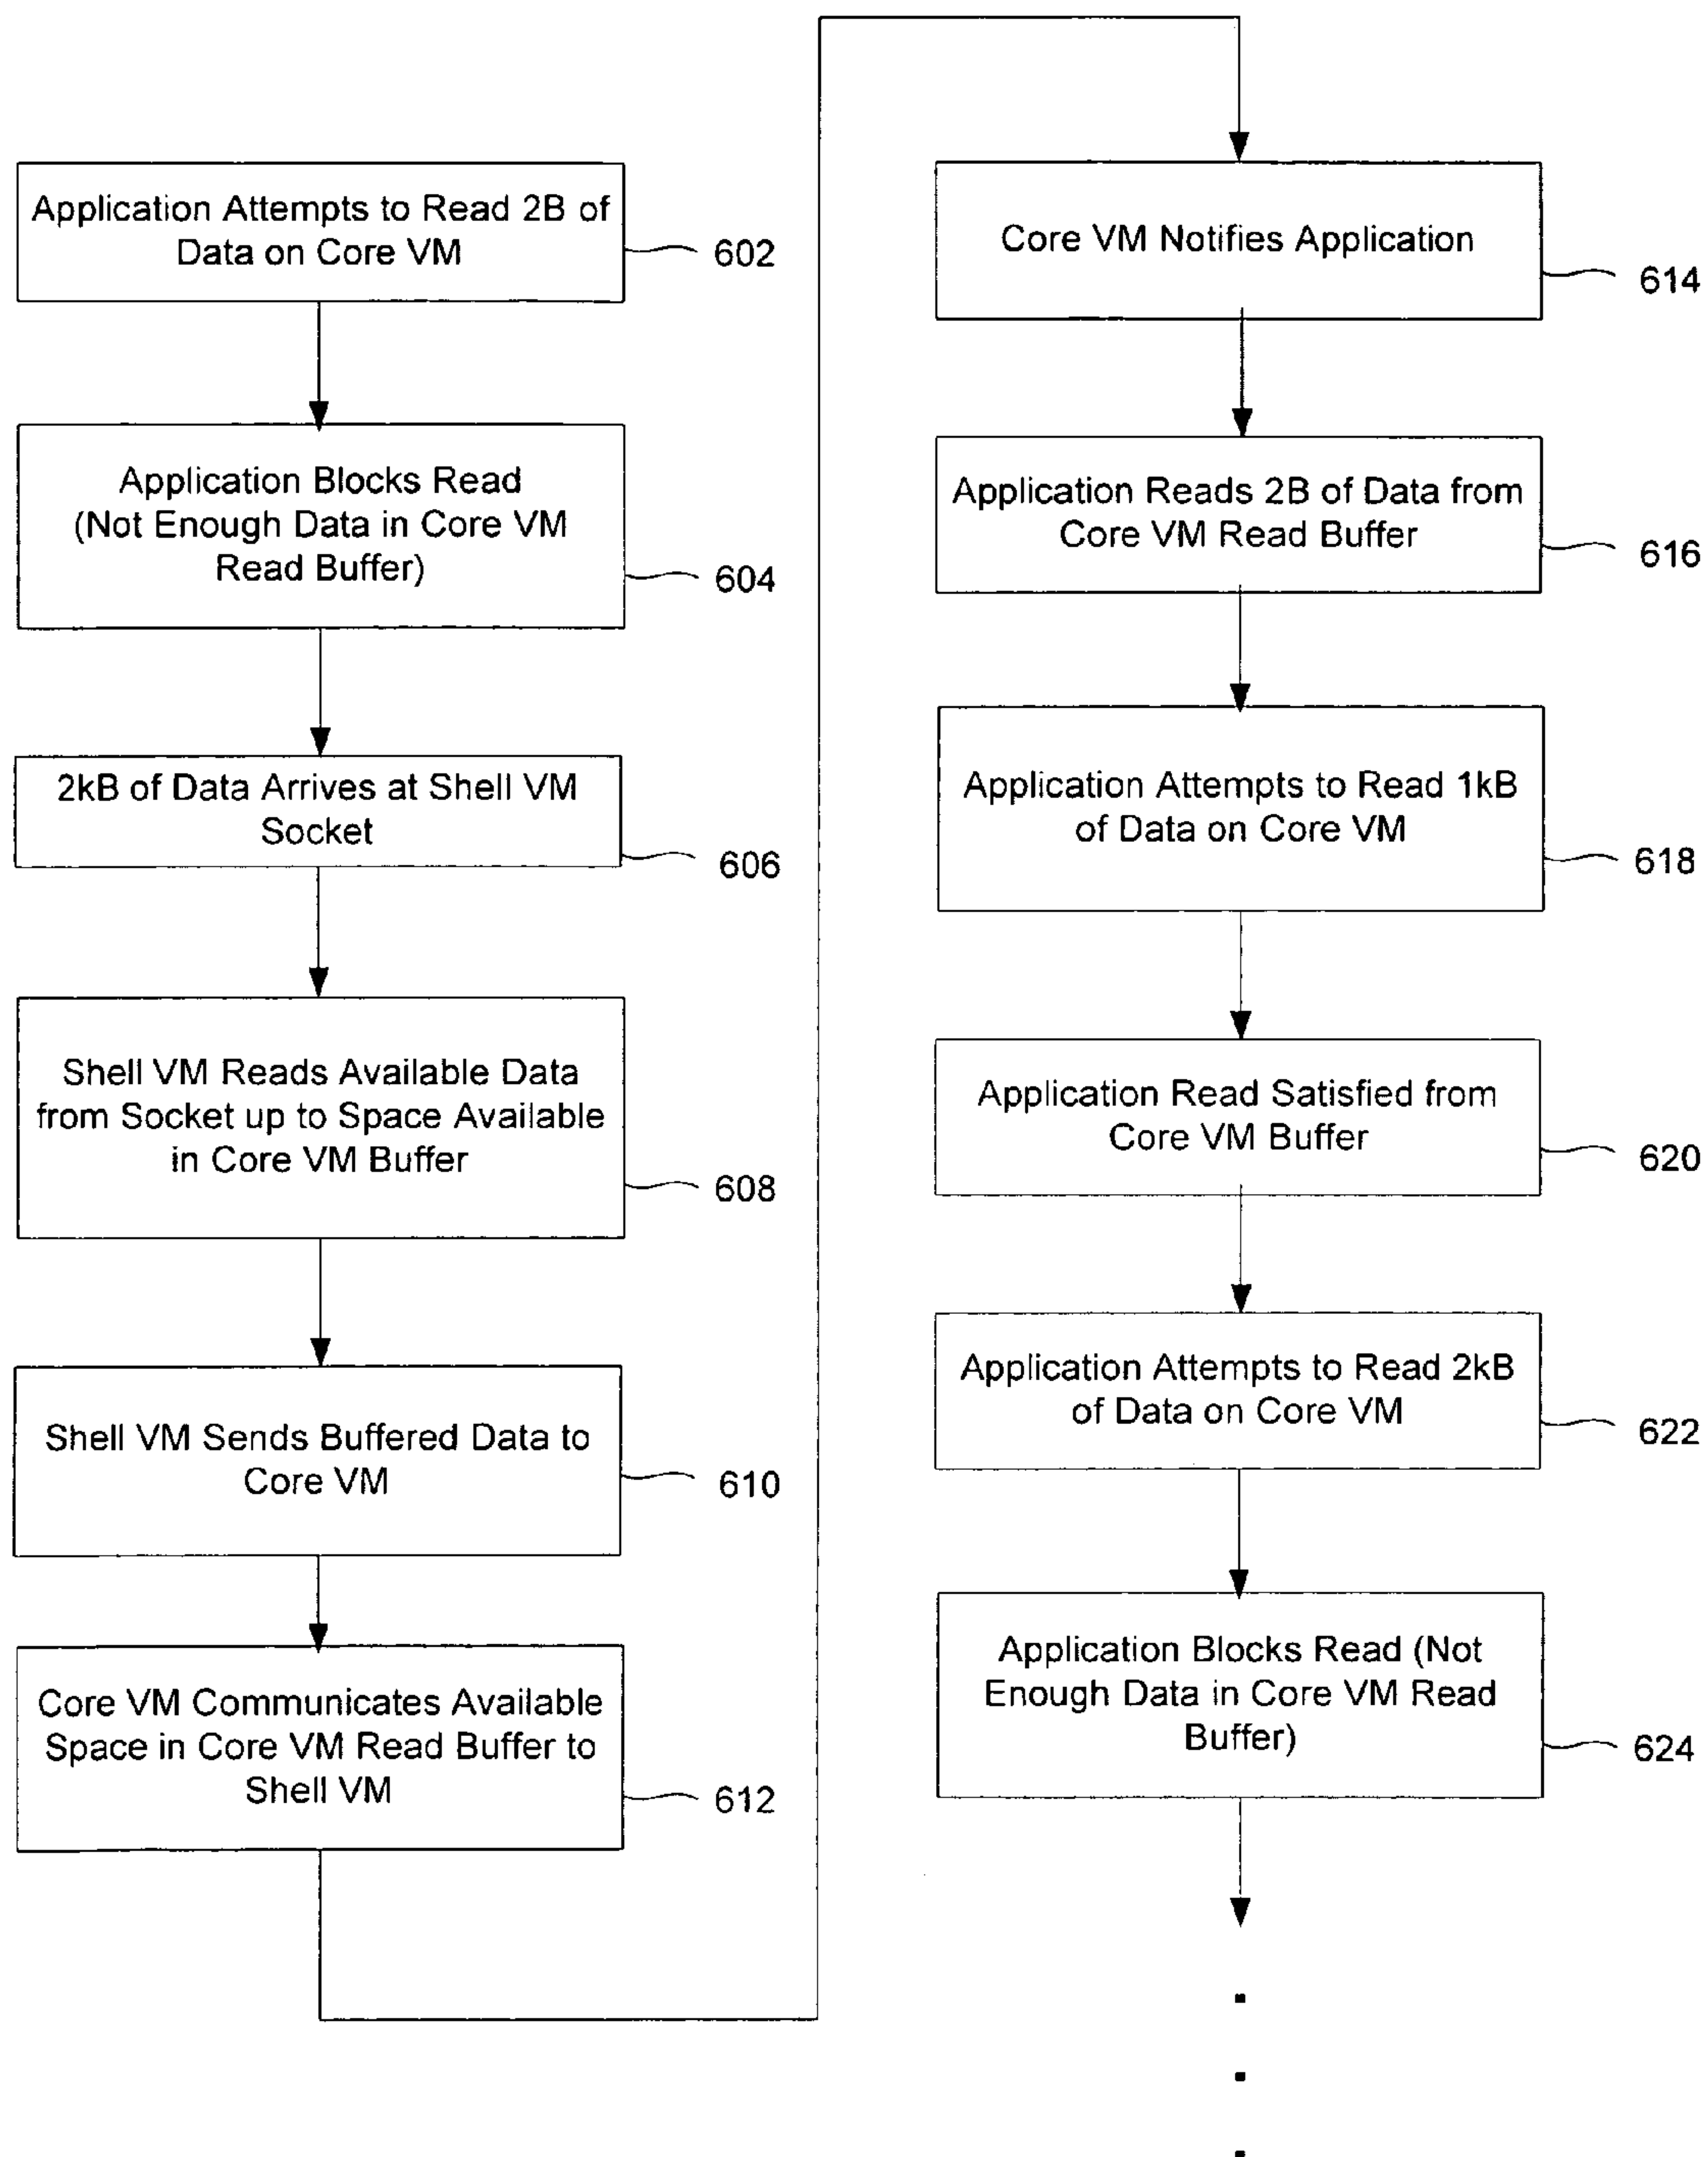 Application Attempts to Read 2B of
Data on Core VM
602
Application Blocks Read
(Not Enough Data in Core VM
Read Buffer)
604
2kB of Data Arrives at Shell VM
Socket
606
Shell VM Reads Available Data
from Socket up to Space Available
in Core VM Buffer
608
Shell VM Sends Buffered Data to
Core VM
610
Core VM Communicates Available
Space in Core VM Read Buffer to
Shell VM
612
Core VM Notifies Application
614
Application Reads 2B of Data from
Core VM Read Buffer
616
Application Attempts to Read 1kB
of Data on Core VM
618
Application Read Satisfied from
Core VM Buffer
620
Application Attempts to Read 2kB
of Data on Core VM
622
Application Blocks Read (Not
Enough Data in Core VM Read
Buffer)
624